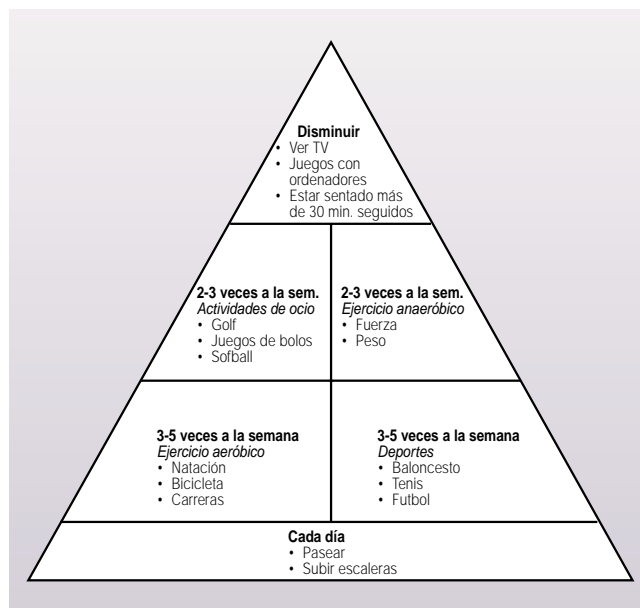 Disminuir
• Ver TV
• Juegos con
ordenadores
• Estar sentado más
de 30 min. seguidos
2-3 veces a la sem.
Actividades de ocio
• Golf
• Juegos de bolos
• Sofball
2-3 veces a la sem.
Ejercicio anaeróbico
• Fuerza
• Peso
3-5 veces a la semana
Ejercicio aeróbico
• Natación
• Bicicleta
• Carreras
3-5 veces a la semana
Deportes
• Baloncesto
• Tenis
• Futbol
Cada día
• Pasear
• Subir escaleras